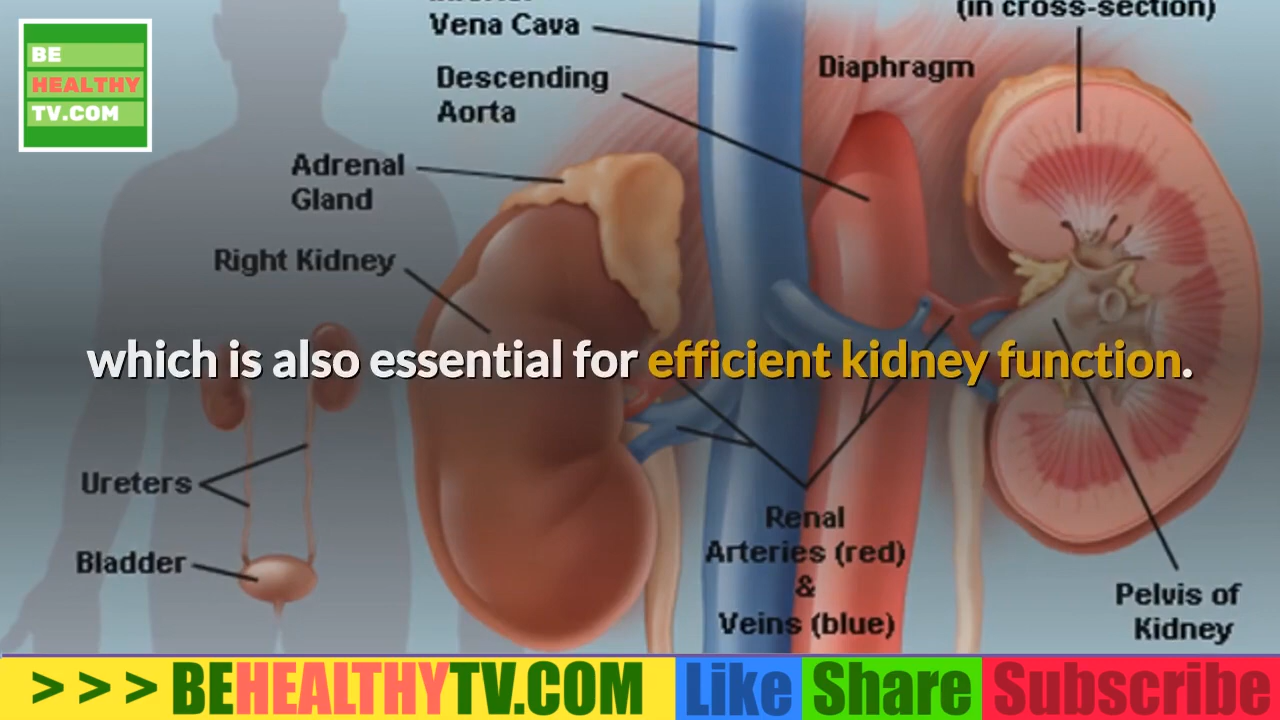 BE
HEALTHY
TV.COM
Vena Cava
(in cross-section)
Descending
Aorta
Diaphragm
Adrenal
Gland
Right Kidney
which is also essential for efficient kidney function.
Ureters
Bladder
Renal
Arteries (red)
&
Veins (blue)
Pelvis of
Kidney
> > > BEHEALTHYTV.COM Like Share Subscribe